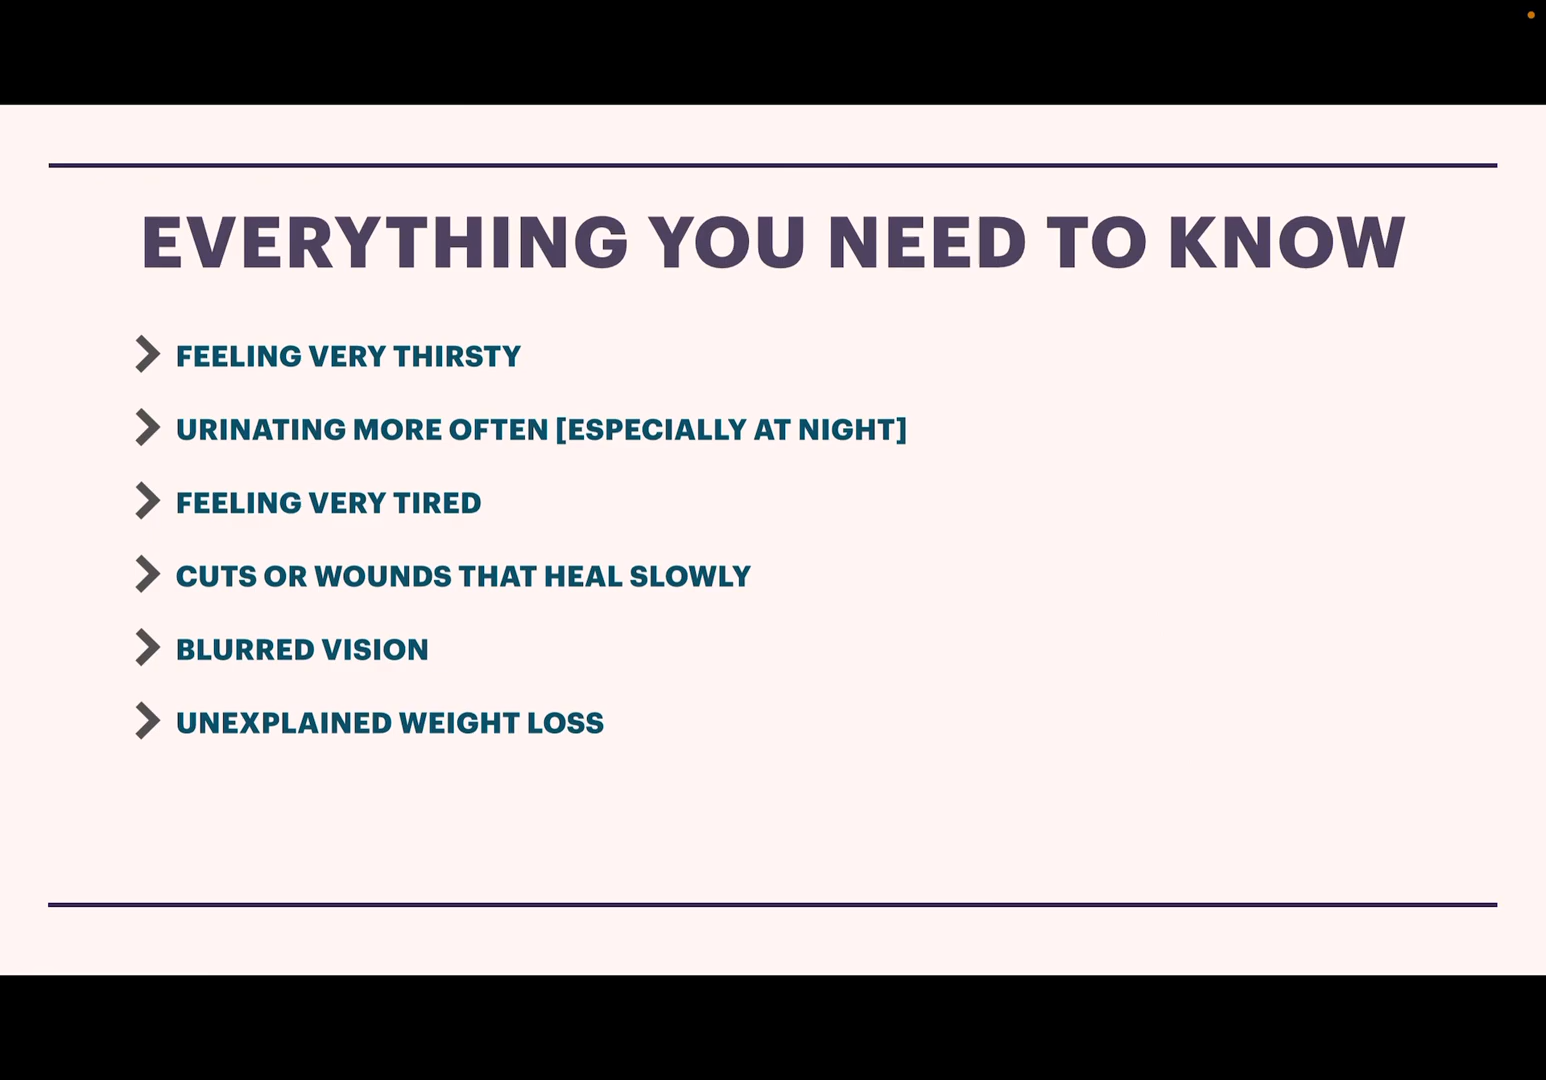 EVERYTHING YOU NEED TO KNOW
FEELING VERY THIRSTY
URINATING MORE OFTEN [ESPECIALLY AT NIGHT]
FEELING VERY TIRED
CUTS OR WOUNDS THAT HEAL SLOWLY
BLURRED VISION
UNEXPLAINED WEIGHT LOSS